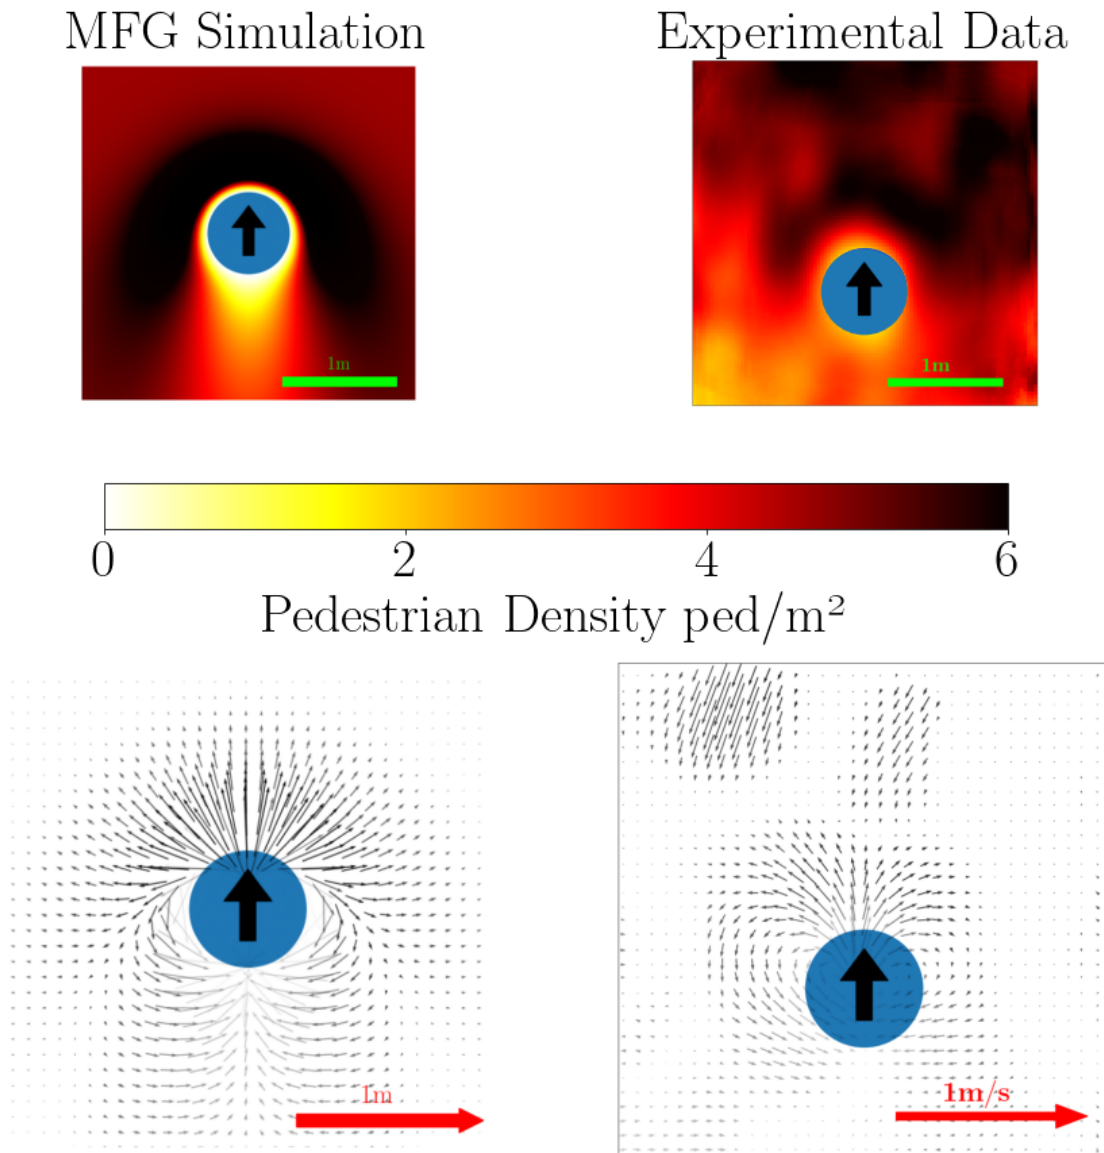 MFG Simulation
Experimental Data
1m
1m
0 2 4 6
Pedestrian Density ped/m²
1m
1m/s